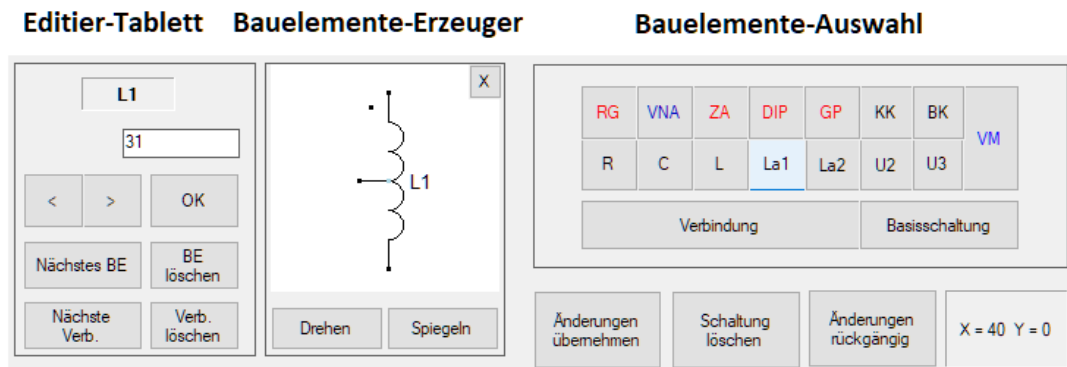 Editier-Tablett Bauelemente-Erzeuger Bauelemente-Auswahl
L1
31
< > OK
Nächstes BE
BE
löschen
Nächste
Verb.
Verb.
löschen
X
L1
Drehen Spiegeln
RG VNA ZA DIP GP KK BK VM
R C L La1 La2 U2 U3
Verbindung Basisschaltung
Änderungen
übernehmen
Schaltung
löschen
Änderungen
rückgängig
X = 40 Y = 0